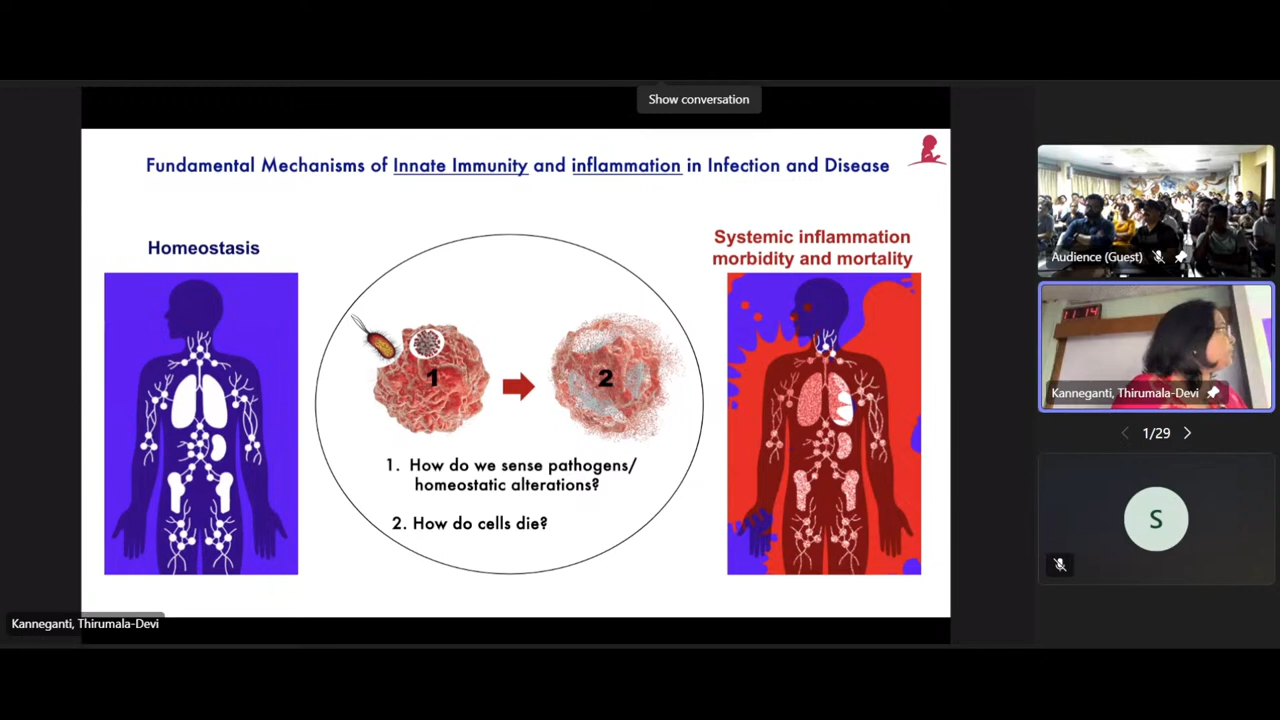 Show conversation
Fundamental Mechanisms of Innate Immunity and inflammation in Infection and Disease
Homeostasis
Systemic inflammation
morbidity and mortality
1
2
1. How do we sense pathogens/
homeostatic alterations?
2. How do cells die?
Kanneganti, Thirumala-Devi
Audience (Guest)
11:14
Kanneganti, Thirumala-Devi
1/29
S